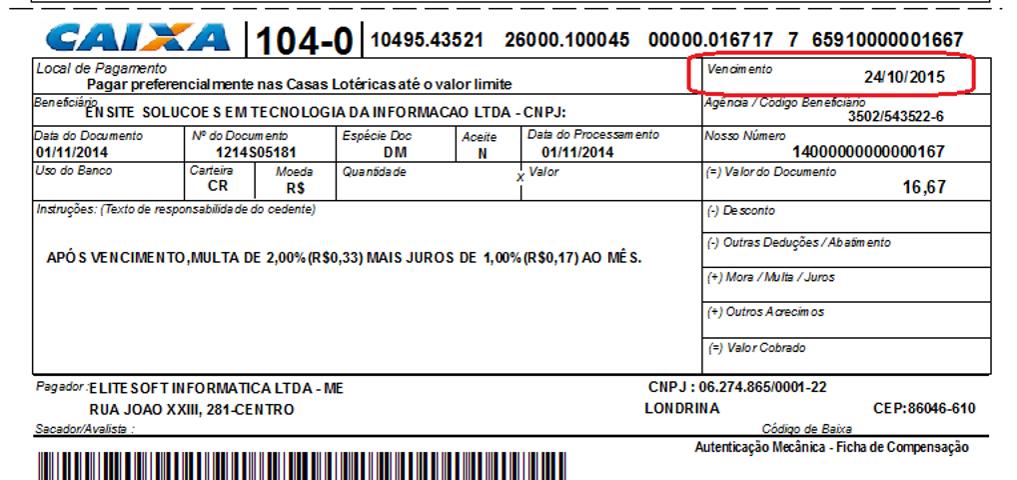 CAIXA 104-0 10495.43521 26000.100045 00000.016717 7 65910000001667
Local de Pagamento
Pagar preferencialmente nas Casas Lotéricas até o valor limite
Vencimento
24/10/2015
Beneficiário
ENSITE SOLUCOES EM TECNOLOGIA DA INFORMACAO LTDA - CNPJ:
Agência / Código Beneficiário
3502/543522-6
Data do Documento Nº do Documento Espécie Doc Aceite Data do Processamento Nosso Número
01/11/2014 1214S05181 DM N 01/11/2014 14000000000000167
Uso do Banco Carteira Moeda Quantidade x Valor (=) Valor do Documento
CR R$ 16,67
Instruções: (Texto de responsabilidade do cedente)
(-) Desconto
(-) Outras Deduções / Abatimento
APÓS VENCIMENTO,MULTA DE 2,00%(R$0,33) MAIS JUROS DE 1,00%(R$0,17) AO MÊS.
(+) Mora / Multa / Juros
(+) Outros Acrecimos
(=) Valor Cobrado
Pagador: ELITE SOFT INFORMATICA LTDA - ME CNPJ : 06.274.865/0001-22
RUA JOAO XXIII, 281-CENTRO LONDRINA CEP:86046-610
Sacador/Avalista : Código de Baixa
Autenticação Mecânica - Ficha de Compensação